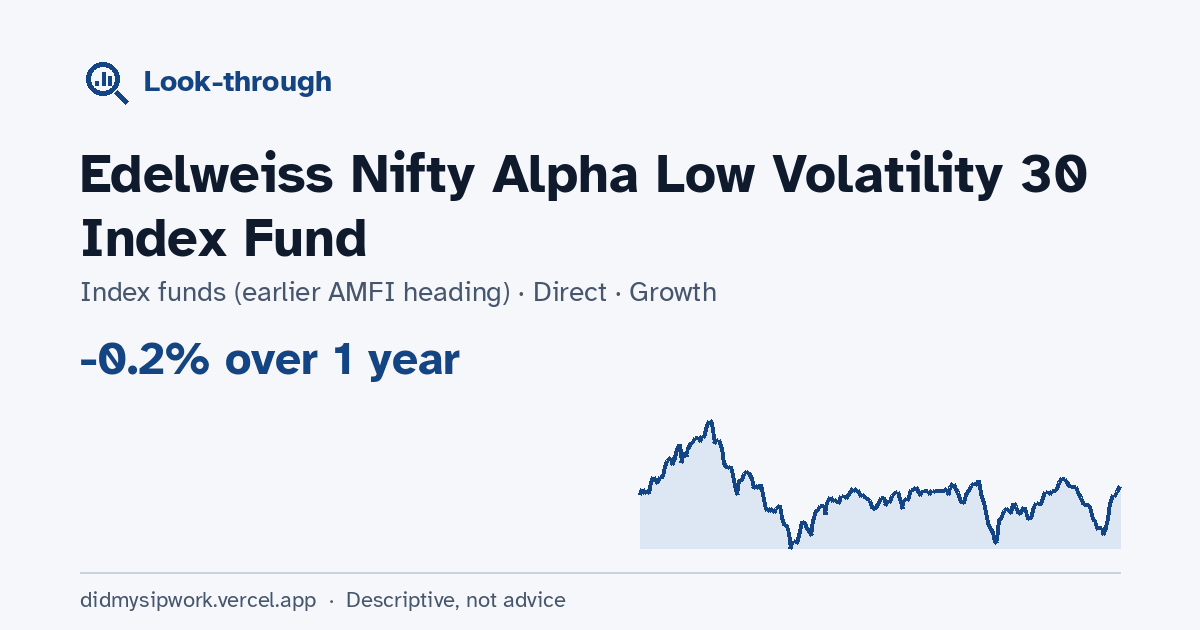 Look-through
Edelweiss Nifty Alpha Low Volatility 30
Index Fund
Index funds (earlier AMFI heading) · Direct · Growth
-0.2% over 1 year
didmysipwork.vercel.app · Descriptive, not advice